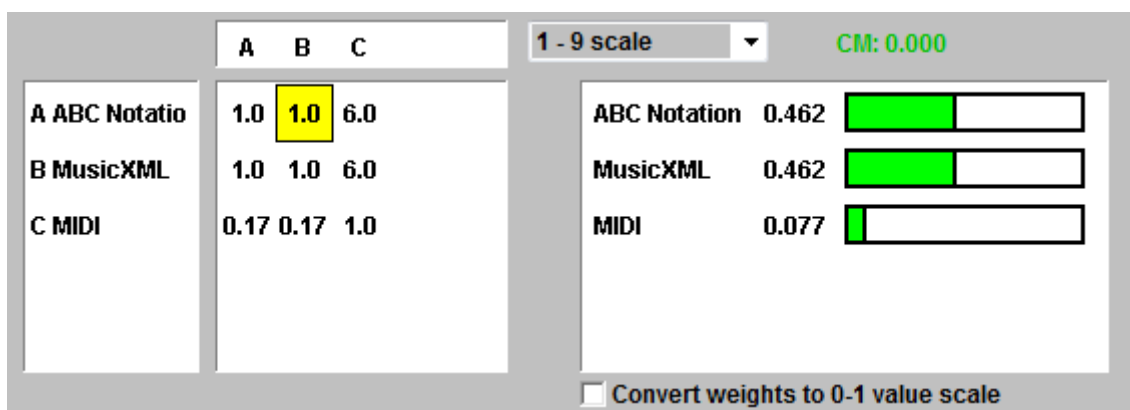 A B C
1 - 9 scale
CM: 0.000
A ABC Notatio 1.0 1.0 6.0
B MusicXML 1.0 1.0 6.0
C MIDI 0.17 0.17 1.0
ABC Notation 0.462
MusicXML 0.462
MIDI 0.077
Convert weights to 0-1 value scale